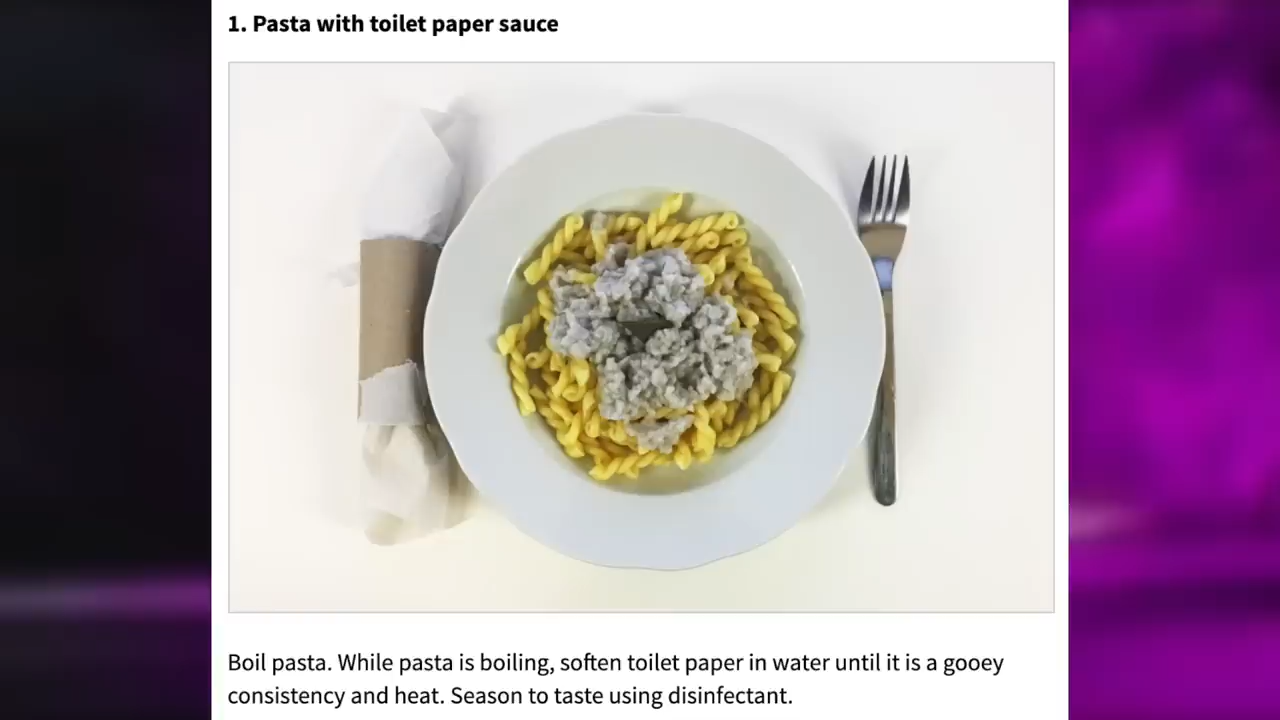 1. Pasta with toilet paper sauce
Boil pasta. While pasta is boiling, soften toilet paper in water until it is a gooey
consistency and heat. Season to taste using disinfectant.